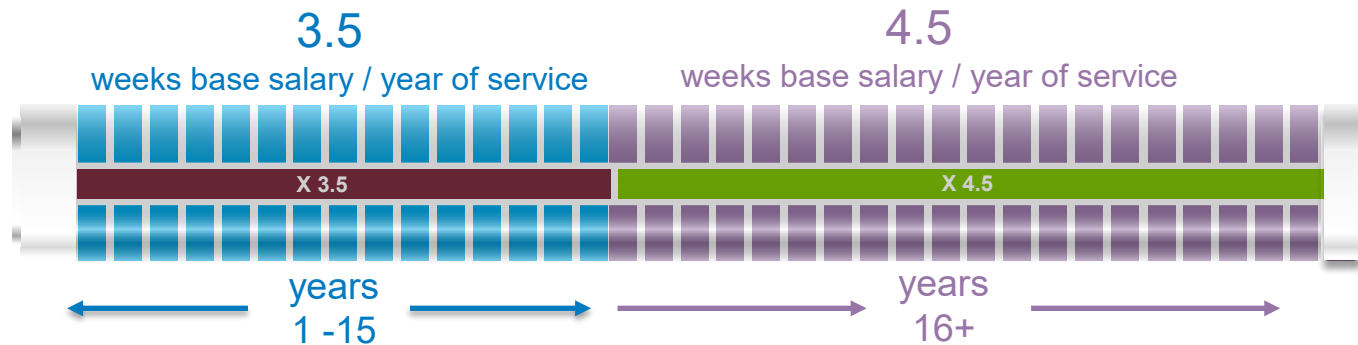 3.5
weeks base salary / year of service
4.5
weeks base salary / year of service
X 3.5
X 4.5
years
1 -15
years
16+